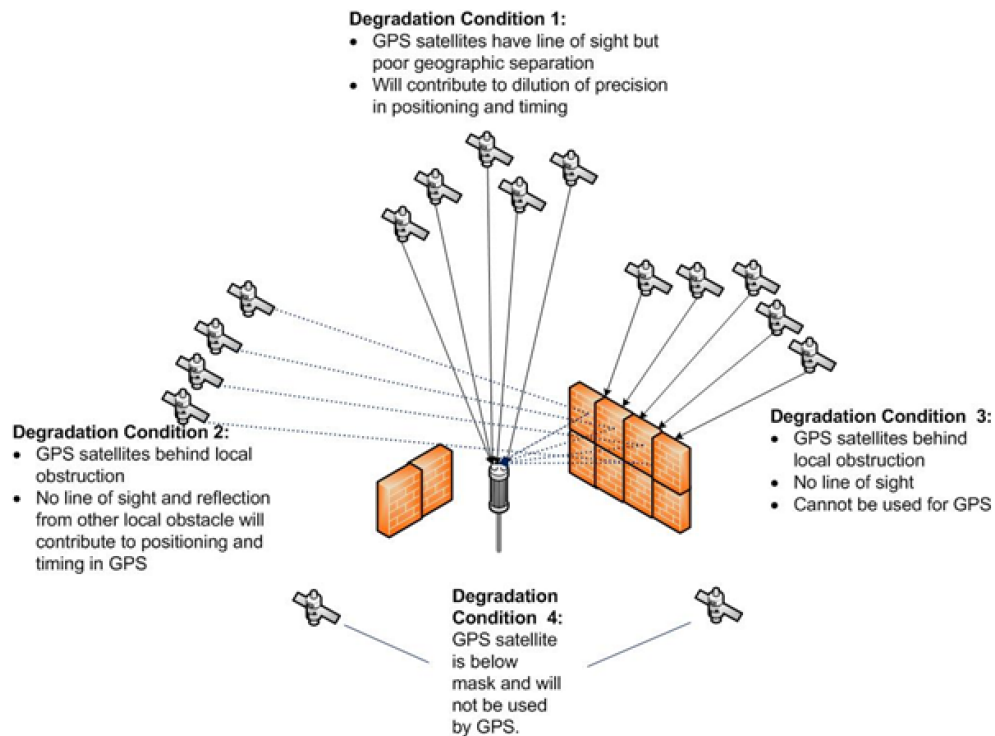 Degradation Condition 1:
• GPS satellites have line of sight but
poor geographic separation
• Will contribute to dilution of precision
in positioning and timing
Degradation Condition 2:
• GPS satellites behind local
obstruction
• No line of sight and reflection
from other local obstacle will
contribute to positioning and
timing in GPS
Degradation Condition  3:
• GPS satellites behind
local obstruction
• No line of sight
• Cannot be used for GPS
Degradation
Condition  4:
GPS satellite
is below
mask and will
not be used
by GPS.